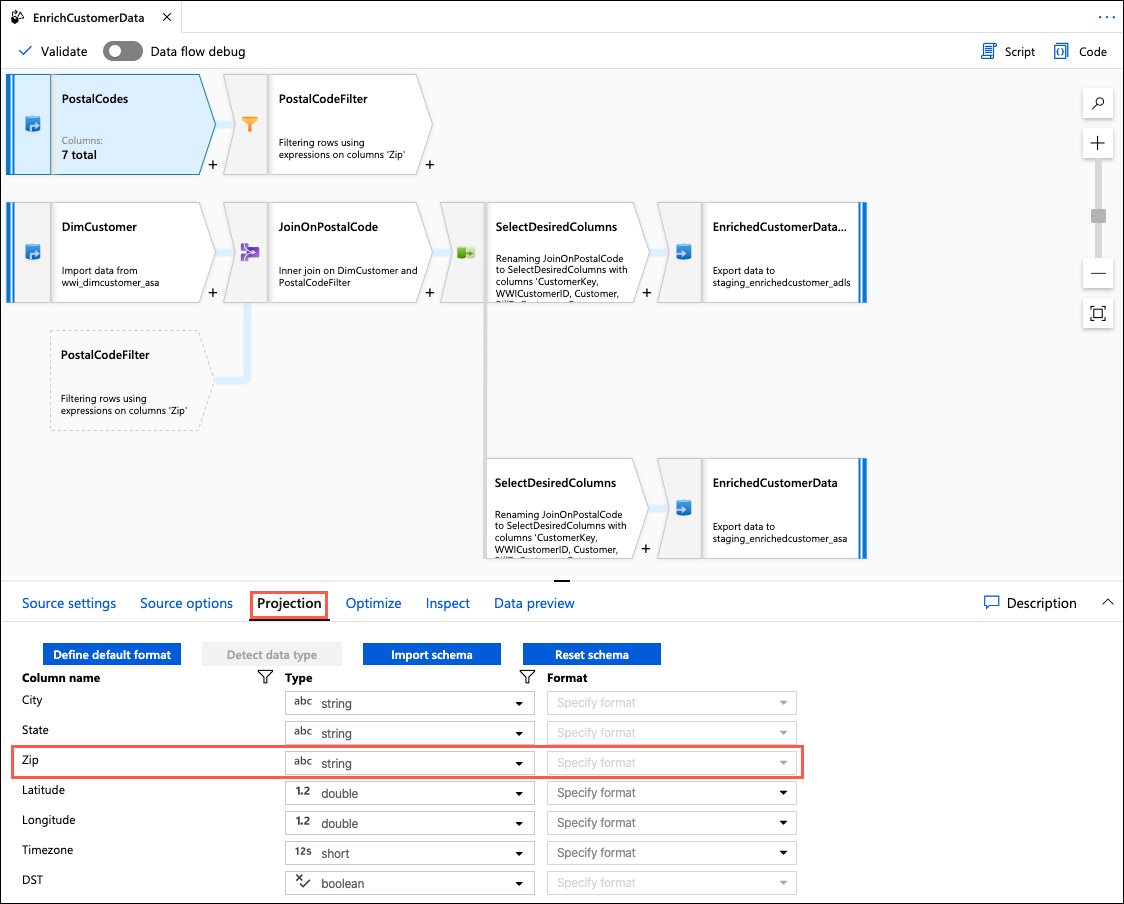 EnrichCustomerData
Validate
Data flow debug
Script
Code
PostalCodes
Columns:
7 total
PostalCodeFilter
Filtering rows using
expressions on columns 'Zip'
+
+
DimCustomer
Import data from
wwi_dimcustomer_asa
+
JoinOnPostalCode
Inner join on DimCustomer and
PostalCodeFilter
+
SelectDesiredColumns
Renaming JoinOnPostalCode
to SelectDesiredColumns with
columns 'CustomerKey,
WWICustomerID, Customer,
+
EnrichedCustomerData...
Export data to
staging_enrichedcustomer_adls
PostalCodeFilter
Filtering rows using
expressions on columns 'Zip'
SelectDesiredColumns
Renaming JoinOnPostalCode
to SelectDesiredColumns with
columns 'CustomerKey,
WWICustomerID, Customer,
+
EnrichedCustomerData
Export data to
staging_enrichedcustomer_asa
Source settings
Source options
Projection
Optimize
Inspect
Data preview
Description
Define default format
Detect data type
Import schema
Reset schema
Column name
Type
Format
City
abc string
Specify format
State
abc string
Specify format
Zip
abc string
Specify format
Latitude
1.2 double
Specify format
Longitude
1.2 double
Specify format
Timezone
12s short
Specify format
DST
boolean
Specify format